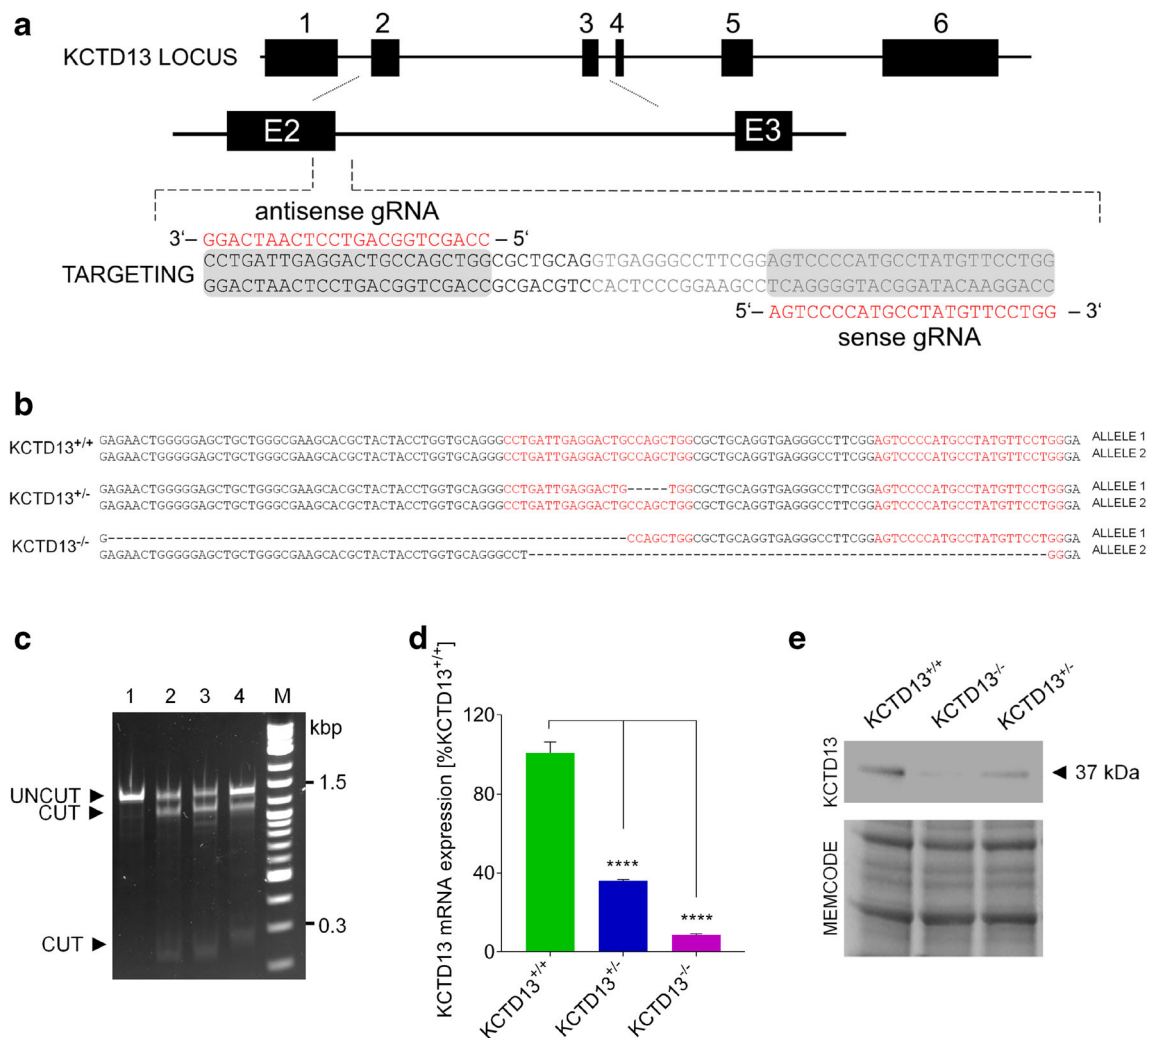 a
1 2 3 4 5 6
KCTD13 LOCUS
E2 E3
antisense gRNA
3‘– GGACTAACTCCTGACGGTCGACC – 5‘
TARGETING
CCTGATTGAGGACTGCCAGCTGGCGCTGCAGGTGAGGGCCTTCGGAGTCCCCATGCCTATGTTCCTGG
GGACTAACTCCTGACGGTCGACCGCGACGTCCACTCCCGGAAGCCTCAGGGGTACGGATACAAGGACC
5‘– AGTCCCCATGCCTATGTTCCTGG – 3‘
sense gRNA
b
KCTD13+/+
GAGAACTGGGGGAGCTGCTGGGCGAAGCACGCTACTACCTGGTGCAGGGCCTGATTGAGGACTGCCAGCTGGCGCTGCAGGTGAGGGCCTTCGGAGTCCCCATGCCTATGTTCCTGGGA ALLELE 1
GAGAACTGGGGGAGCTGCTGGGCGAAGCACGCTACTACCTGGTGCAGGGCCTGATTGAGGACTGCCAGCTGGCGCTGCAGGTGAGGGCCTTCGGAGTCCCCATGCCTATGTTCCTGGGA ALLELE 2
KCTD13+/-
GAGAACTGGGGGAGCTGCTGGGCGAAGCACGCTACTACCTGGTGCAGGGCCTGATTGAGGACTG-----TGGCGCTGCAGGTGAGGGCCTTCGGAGTCCCCATGCCTATGTTCCTGGGA ALLELE 1
GAGAACTGGGGGAGCTGCTGGGCGAAGCACGCTACTACCTGGTGCAGGGCCTGATTGAGGACTGCCAGCTGGCGCTGCAGGTGAGGGCCTTCGGAGTCCCCATGCCTATGTTCCTGGGA ALLELE 2
KCTD13-/-
G---------------------------------------------------------------CCAGCTGGCGCTGCAGGTGAGGGCCTTCGGAGTCCCCATGCCTATGTTCCTGGGA ALLELE 1
GAGAACTGGGGGAGCTGCTGGGCGAAGCACGCTACTACCTGGTGCAGGGCCT---------------------------------------------------------------GGGA ALLELE 2
c
1 2 3 4 M
kbp
1.5
UNCUT
CUT
0.3
CUT
d
KCTD13 mRNA expression [%KCTD13+/+]
120
80
40
0
****
****
KCTD13+/+
KCTD13+/-
KCTD13-/-
e
KCTD13+/+
KCTD13-/-
KCTD13+/-
KCTD13
37 kDa
MEMCODE